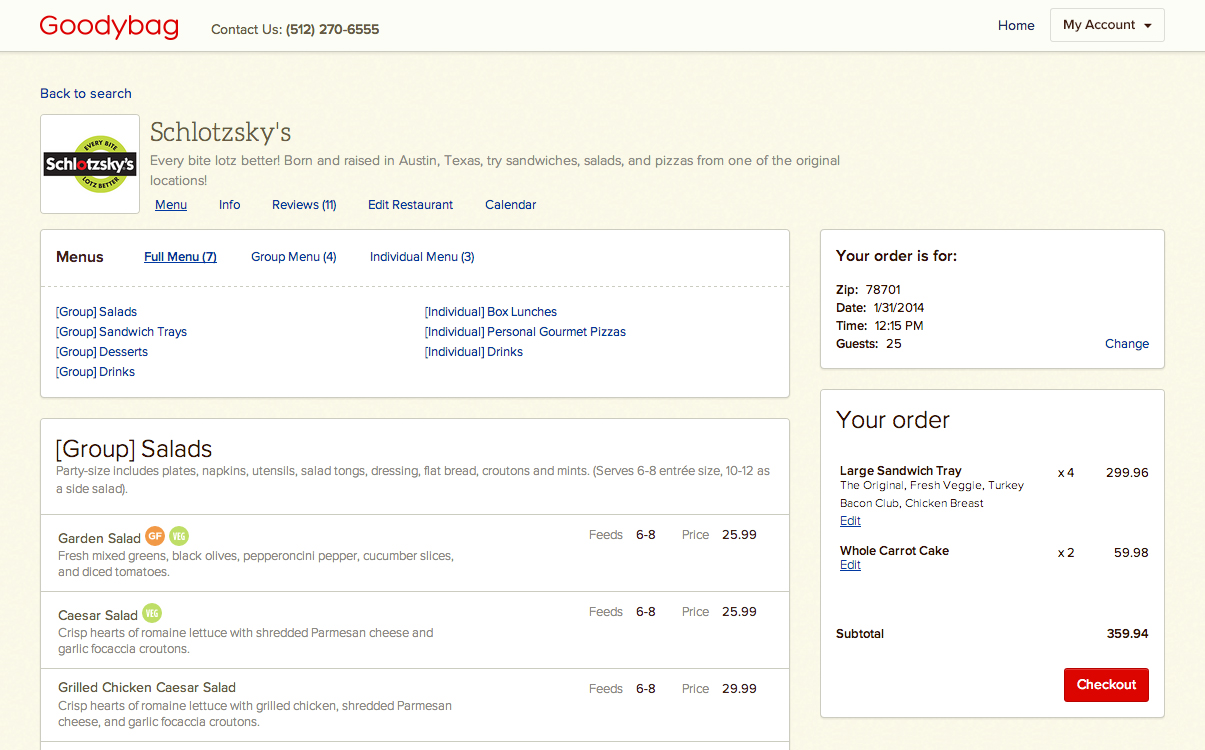 Goodybag
Contact Us: (512) 270-6555
Home
My Account
Back to search
EVERY BITE
Schlotzsky's
LOTZ BETTER
Schlotzsky's
Every bite lotz better! Born and raised in Austin, Texas, try sandwiches, salads, and pizzas from one of the original
locations!
Menu Info Reviews (11) Edit Restaurant Calendar
Menus Full Menu (7) Group Menu (4) Individual Menu (3)
[Group] Salads
[Group] Sandwich Trays
[Group] Desserts
[Group] Drinks
[Individual] Box Lunches
[Individual] Personal Gourmet Pizzas
[Individual] Drinks
[Group] Salads
Party-size includes plates, napkins, utensils, salad tongs, dressing, flat bread, croutons and mints. (Serves 6-8 entrée size, 10-12 as
a side salad).
Garden Salad GF VEG Feeds 6-8 Price 25.99
Fresh mixed greens, black olives, pepperoncini pepper, cucumber slices,
and diced tomatoes.
Caesar Salad VEG Feeds 6-8 Price 25.99
Crisp hearts of romaine lettuce with shredded Parmesan cheese and
garlic focaccia croutons.
Grilled Chicken Caesar Salad Feeds 6-8 Price 29.99
Crisp hearts of romaine lettuce with grilled chicken, shredded Parmesan
cheese, and garlic focaccia croutons.
Your order is for:
Zip: 78701
Date: 1/31/2014
Time: 12:15 PM
Guests: 25 Change
Your order
Large Sandwich Tray x 4 299.96
The Original, Fresh Veggie, Turkey
Bacon Club, Chicken Breast
Edit
Whole Carrot Cake x 2 59.98
Edit
Subtotal 359.94
Checkout